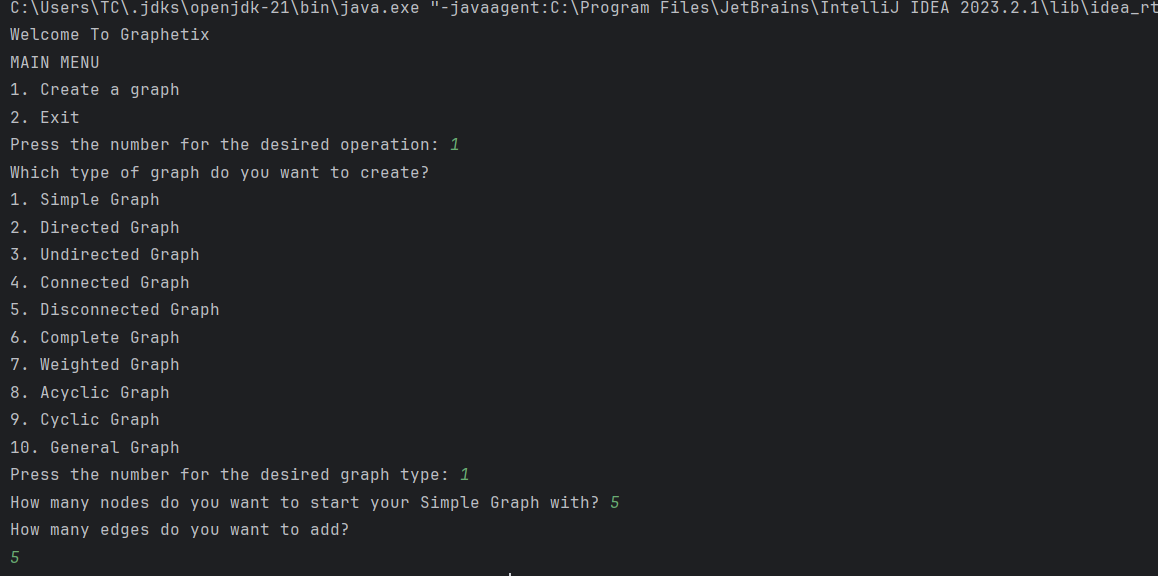 C:\Users\TC\.jdks\openjdk-21\bin\java.exe "-javaagent:C:\Program Files\JetBrains\IntelliJ IDEA 2023.2.1\lib\idea_rt
Welcome To Graphetix
MAIN MENU
1. Create a graph
2. Exit
Press the number for the desired operation: 1
Which type of graph do you want to create?
1. Simple Graph
2. Directed Graph
3. Undirected Graph
4. Connected Graph
5. Disconnected Graph
6. Complete Graph
7. Weighted Graph
8. Acyclic Graph
9. Cyclic Graph
10. General Graph
Press the number for the desired graph type: 1
How many nodes do you want to start your Simple Graph with? 5
How many edges do you want to add?
5